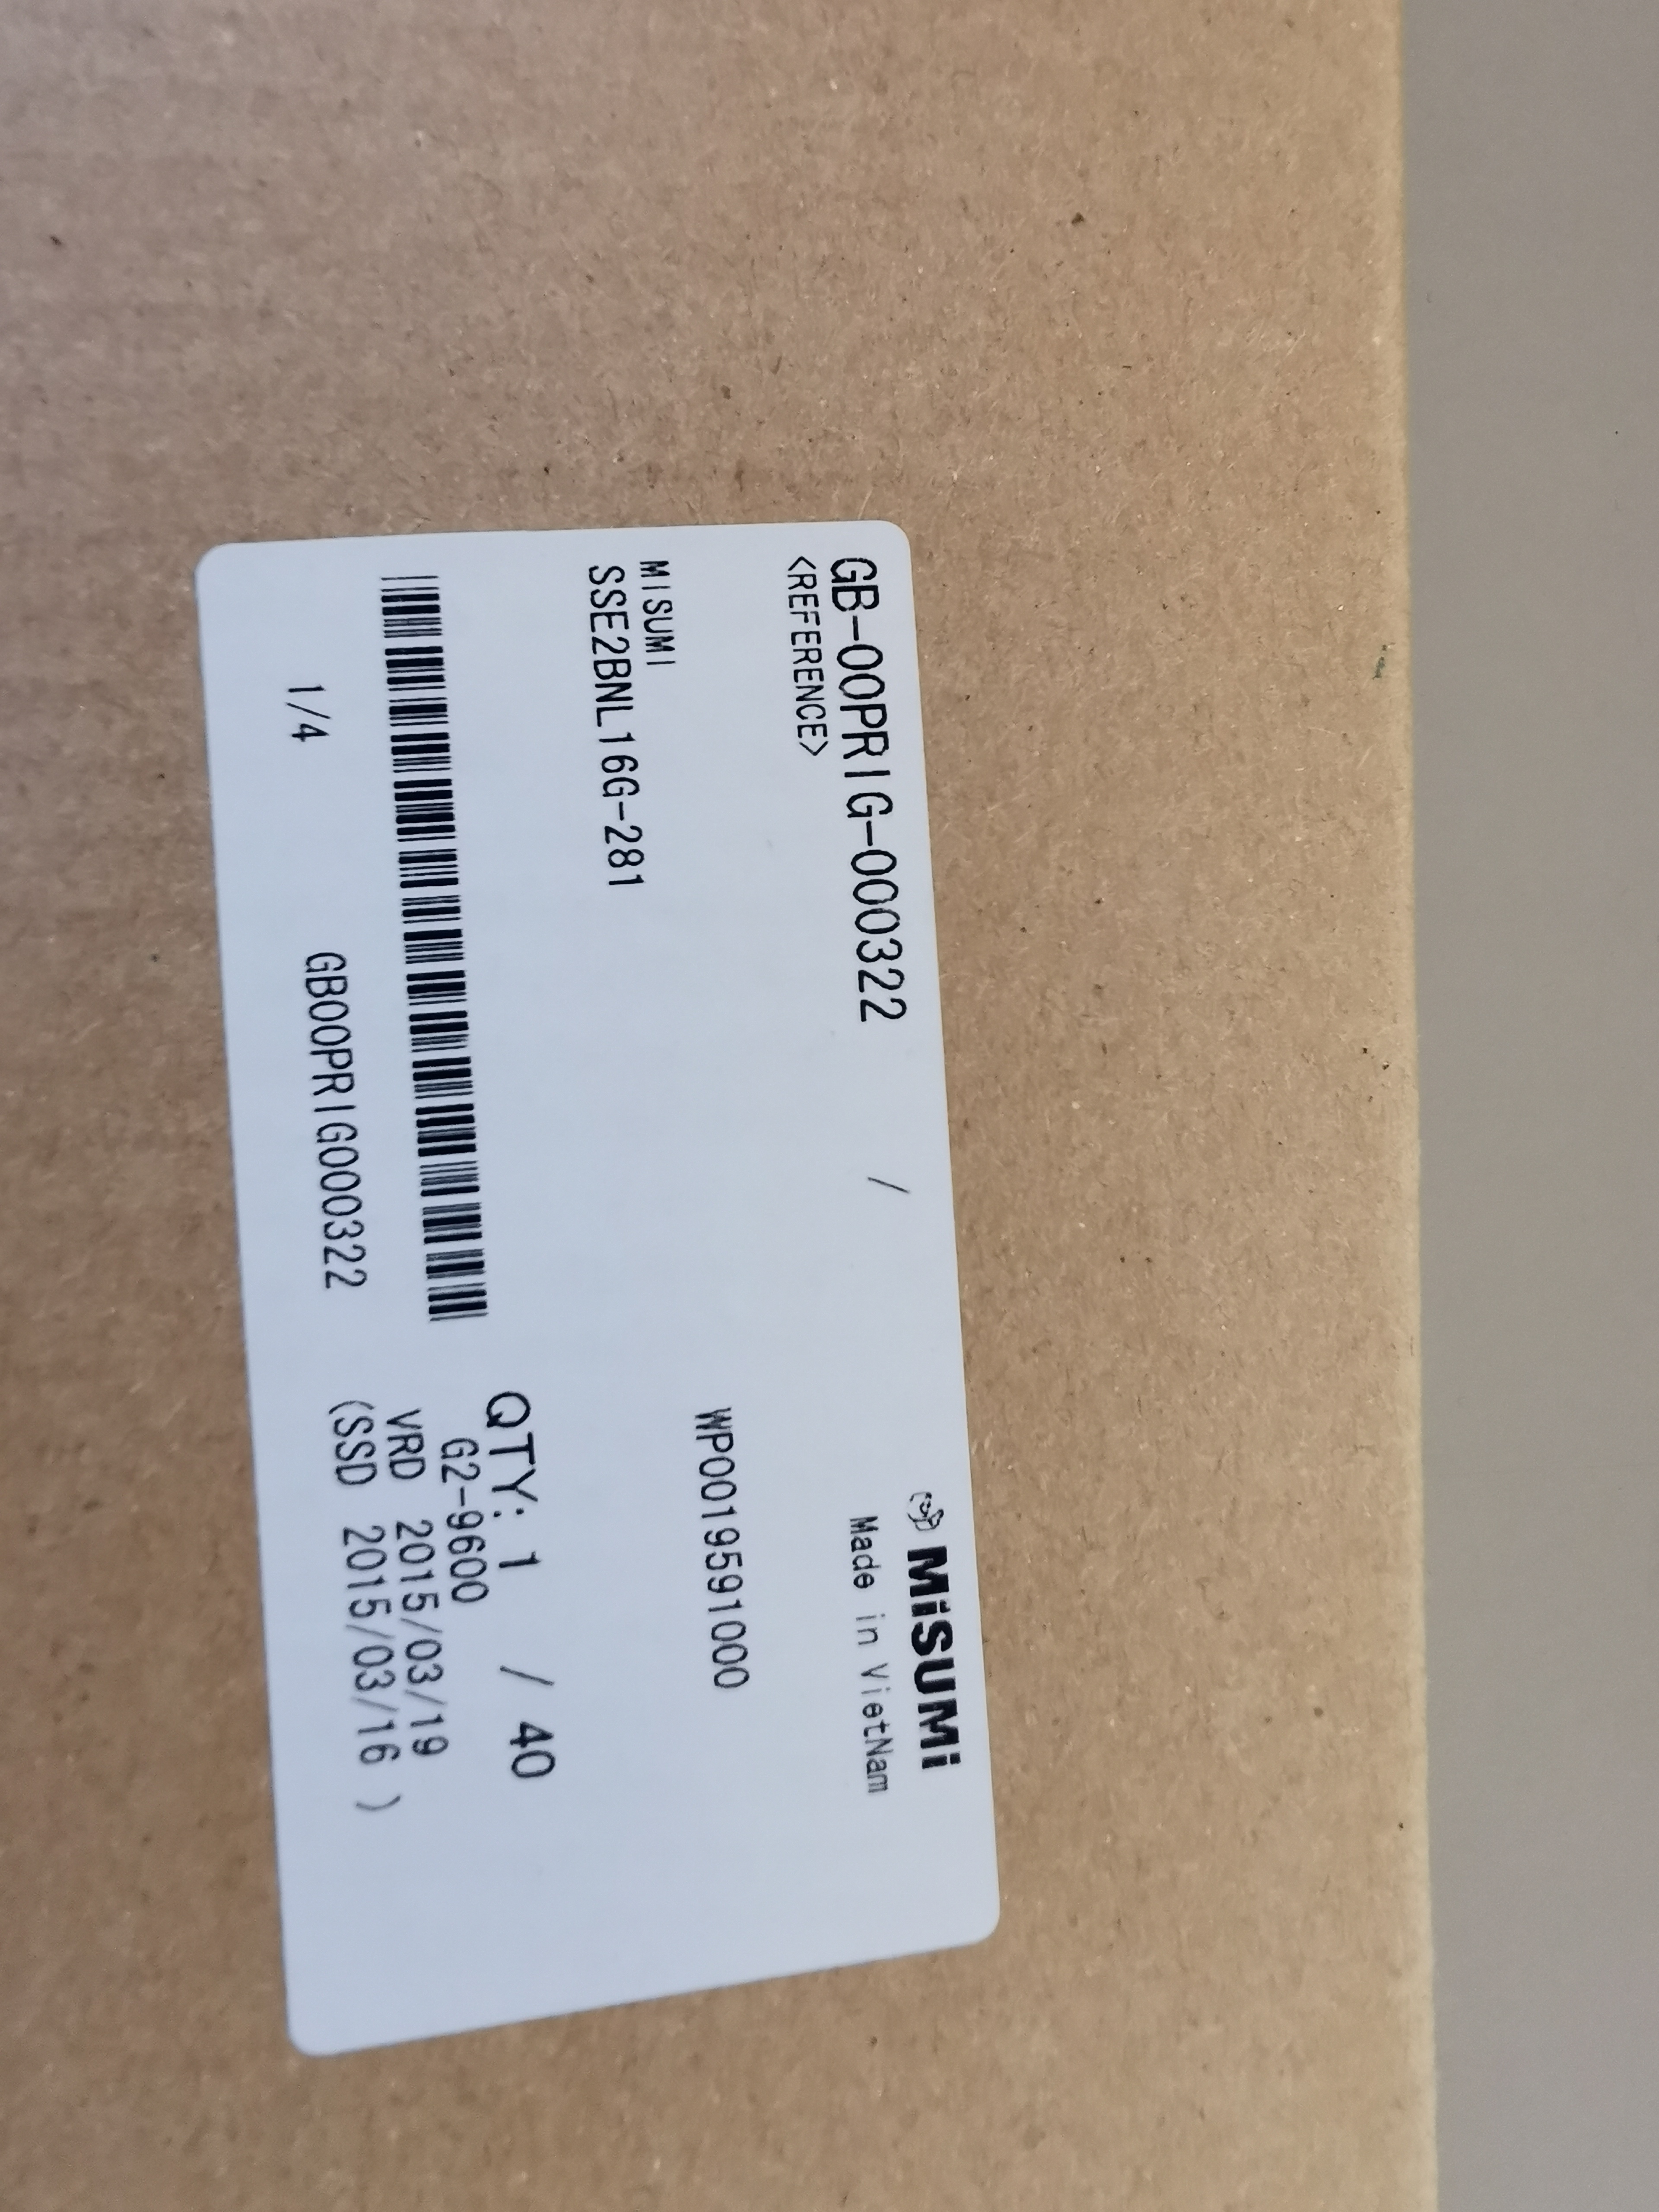 MiSUMi
GB-00PRIG-000322 /
<REFERENCE>
Made in VietNam
MISUMI
SSE2BNL16G-281
WP0019591000
QTY: 1 / 40
G2-9600
VRD 2015/03/19
(SSD 2015/03/16 )
1/4 GB00PRIG000322